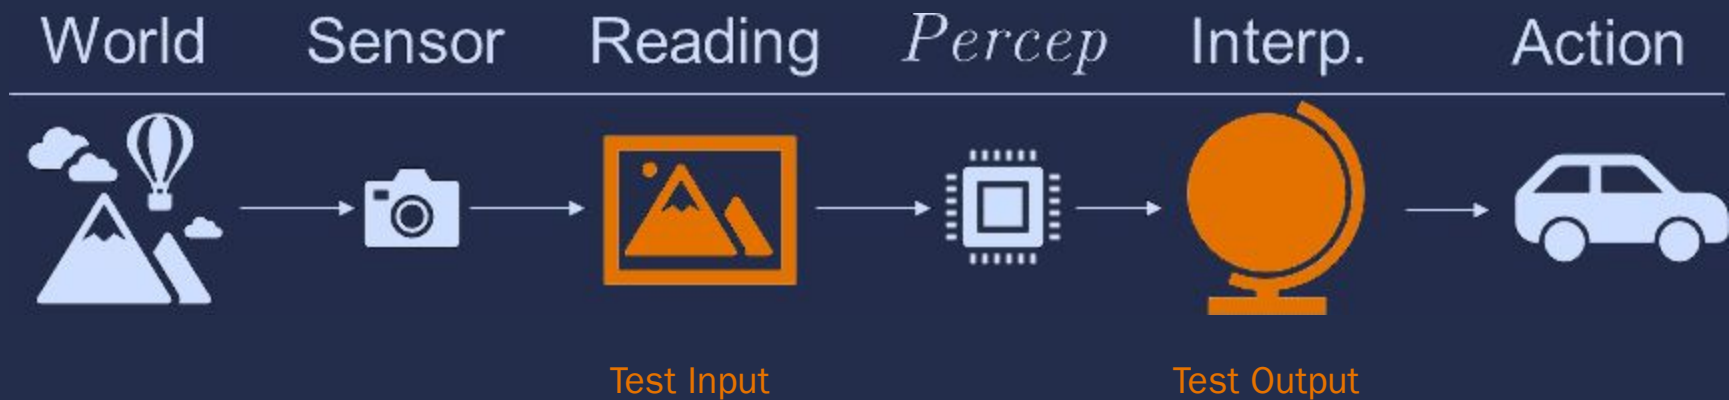 World Sensor Reading Percep Interp. Action
Test Input Test Output